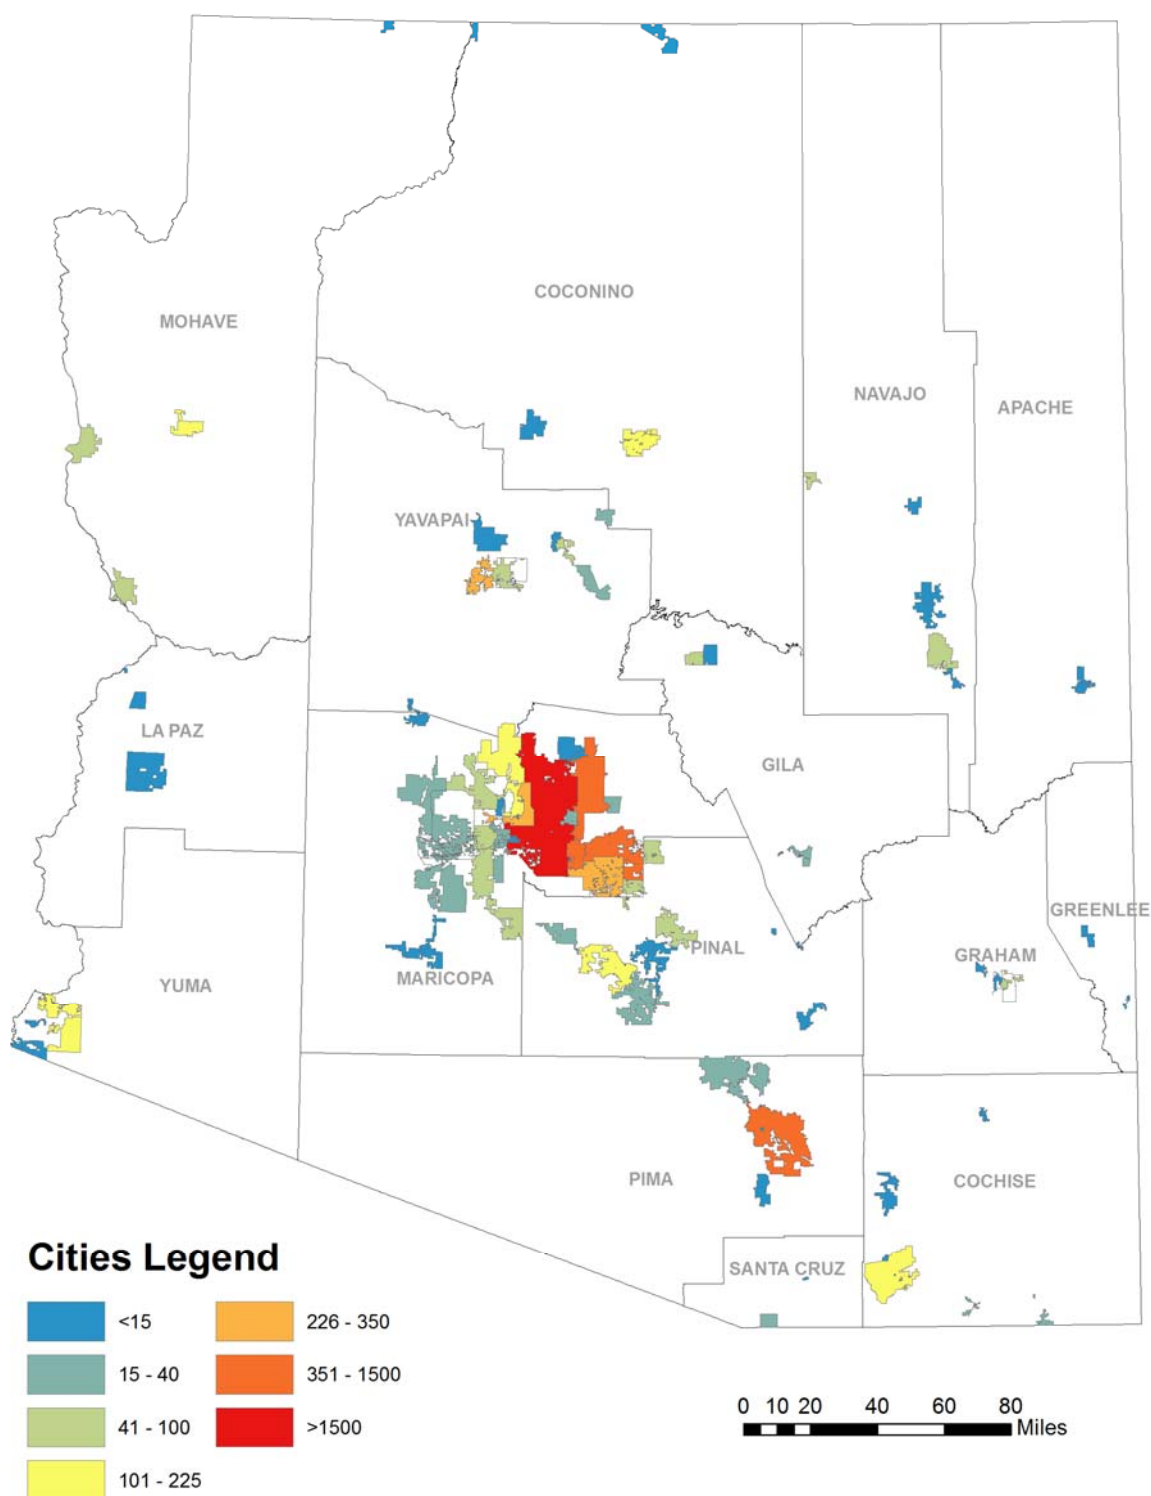 COCONINO
MOHAVE
NAVAJO
APACHE
YAVAPAI
LA PAZ
GILA
GREENLEE
PINAL
GRAHAM
MARICOPA
YUMA
PIMA
COCHISE
SANTA CRUZ
Cities Legend
<15
15 - 40
41 - 100
101 - 225
226 - 350
351 - 1500
>1500
0 10 20 40 60 80
Miles